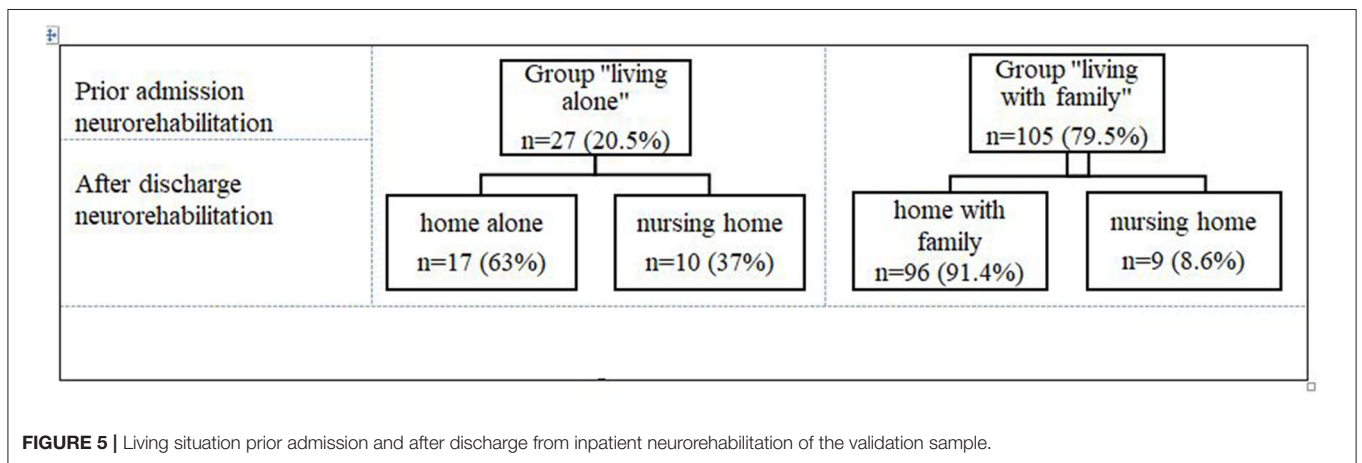 Prior admission
neurorehabilitation
Group "living
alone"
n=27 (20.5%)
Group "living
with family"
n=105 (79.5%)
After discharge
neurorehabilitation
home alone
n=17 (63%)
nursing home
n=10 (37%)
home with
family
n=96 (91.4%)
nursing home
n=9 (8.6%)
FIGURE 5 | Living situation prior admission and after discharge from inpatient neurorehabilitation of the validation sample.